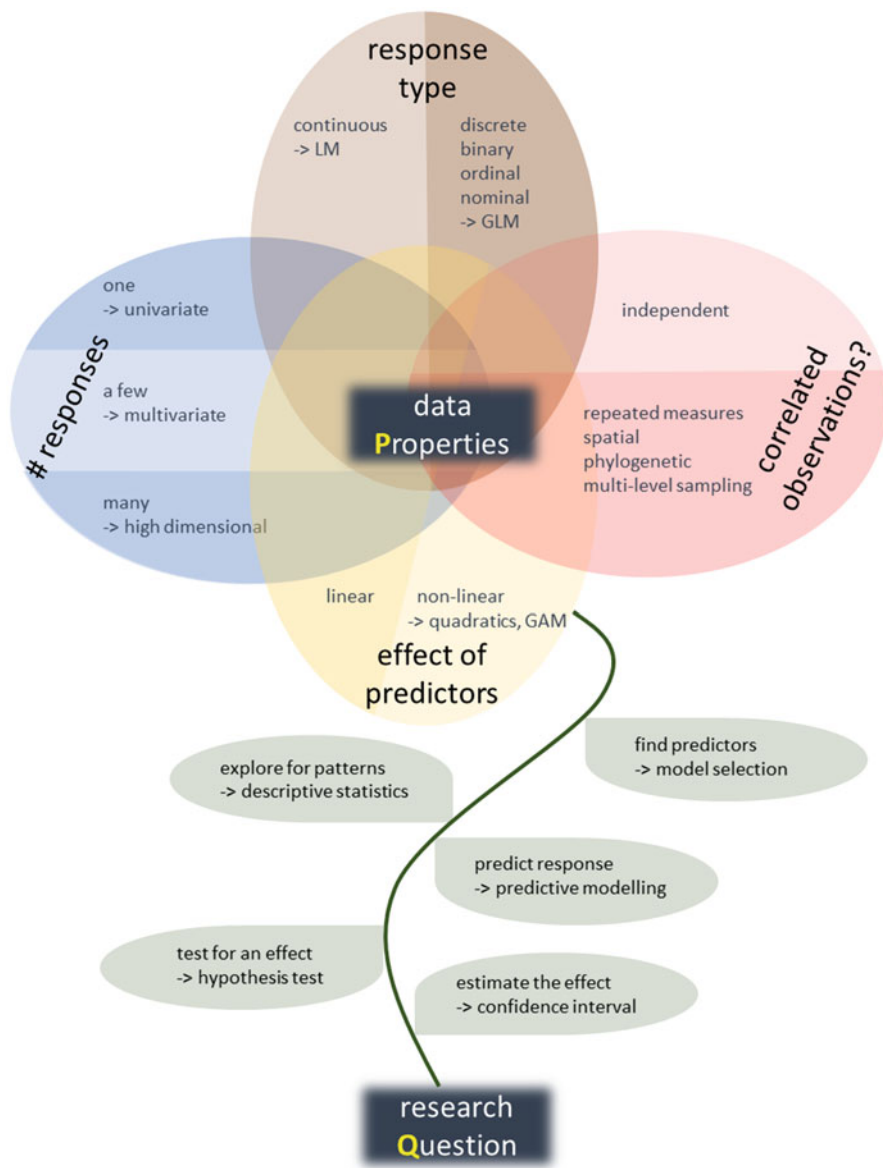 response
type
continuous
-> LM
discrete
binary
ordinal
nominal
-> GLM
one
-> univariate
a few
-> multivariate
many
-> high dimensional
# responses
independent
repeated measures
spatial
phylogenetic
multi-level sampling
correlated
observations?
data
Properties
linear
non-linear
-> quadratics, GAM
effect of
predictors
find predictors
-> model selection
explore for patterns
-> descriptive statistics
predict response
-> predictive modelling
test for an effect
-> hypothesis test
estimate the effect
-> confidence interval
research
Question